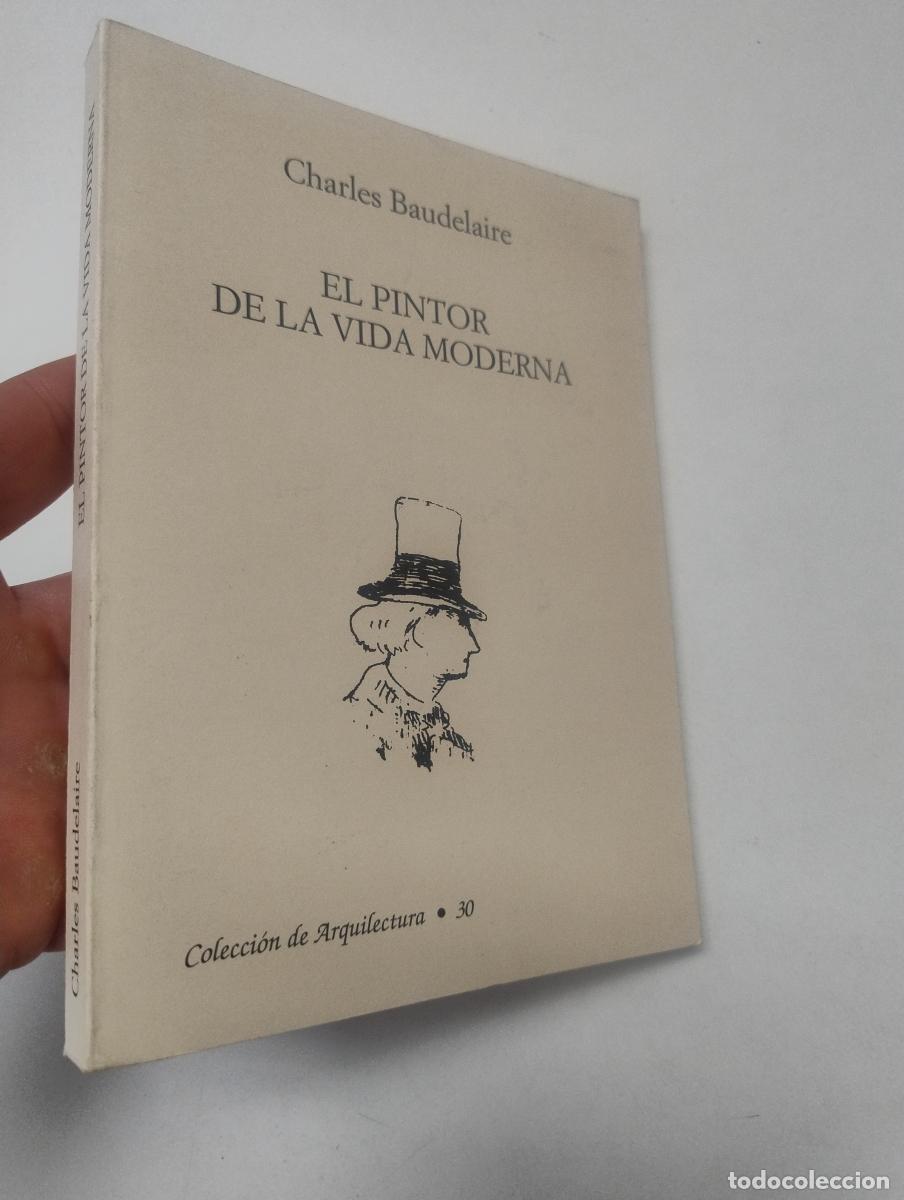 Charles Baudelaire
EL PINTOR
DE LA VIDA MODERNA
Colección de Arquilectura • 30
EL PINTOR DE LA VIDA MODERNA
Charles Baudelaire
todocoleccion